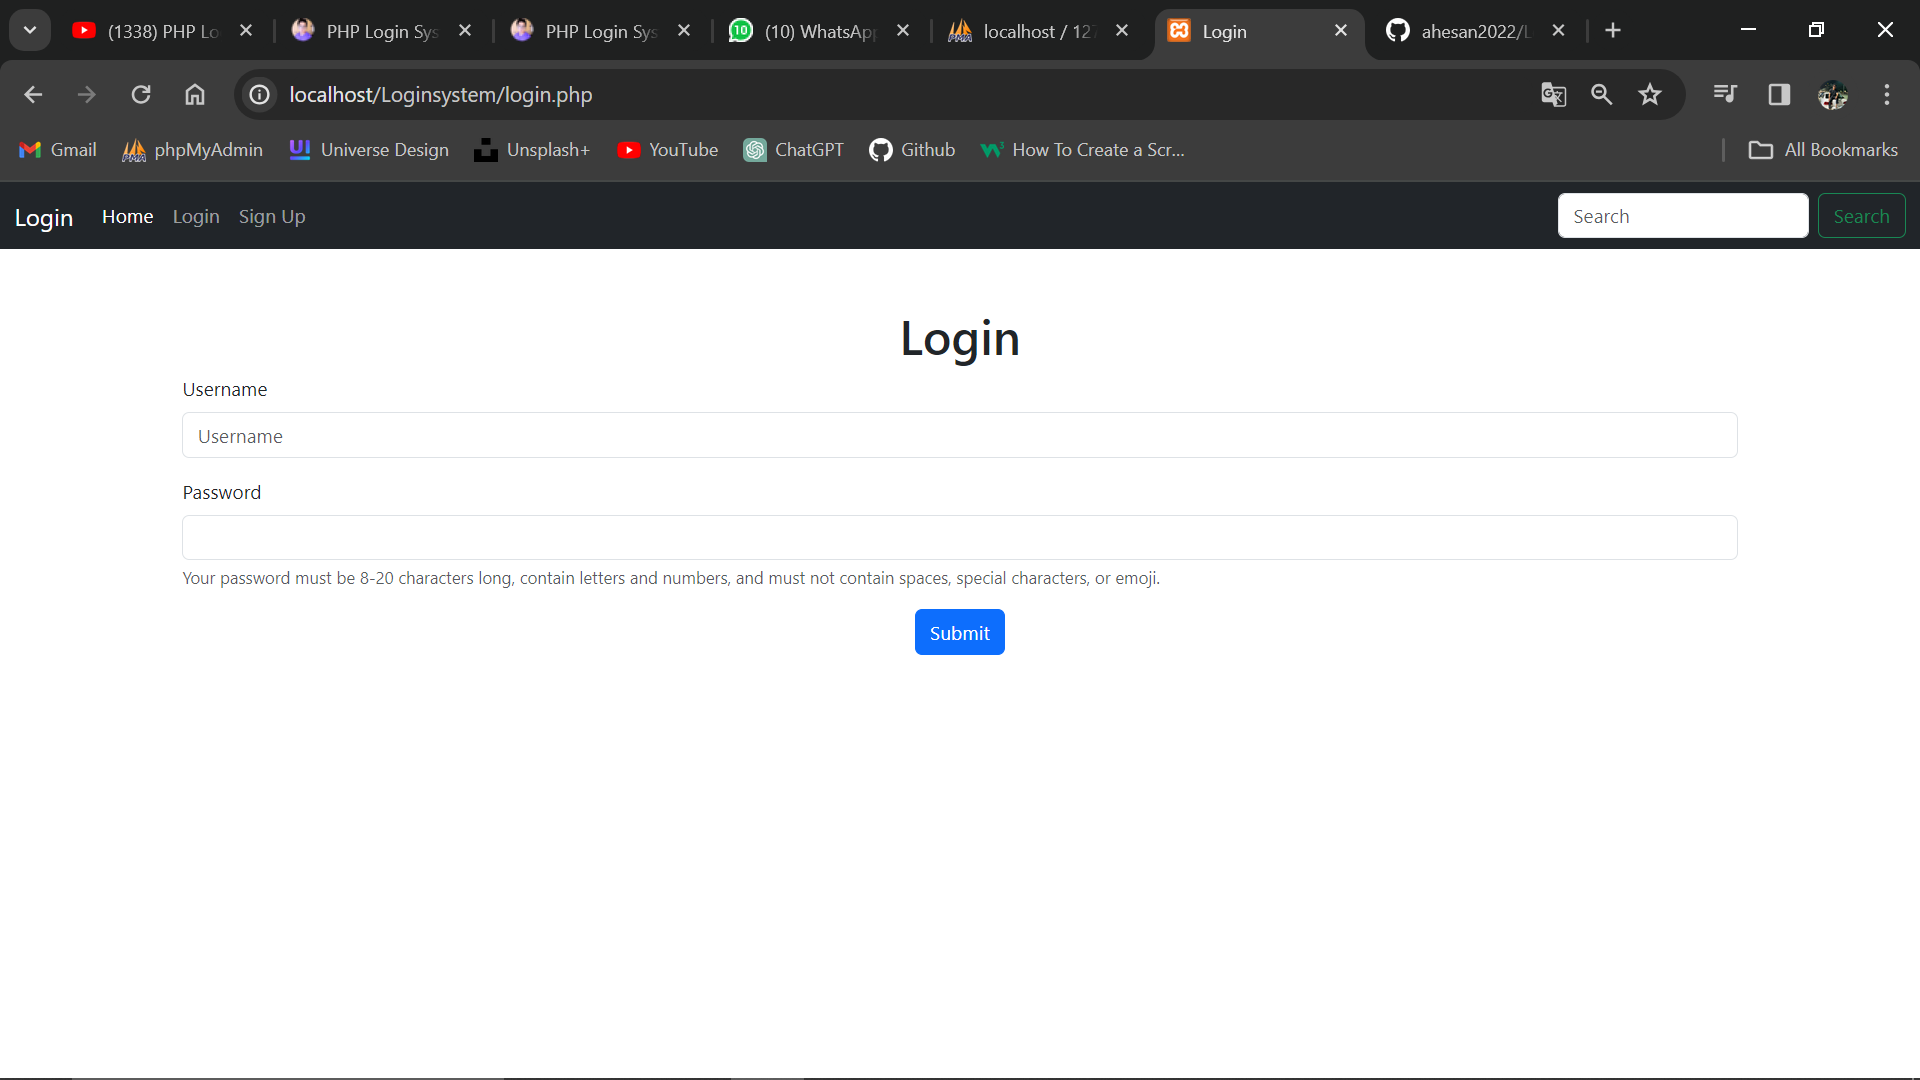 (1338) PHP Lo
PHP Login Sys
PHP Login Sys
10
(10) WhatsApp
localhost / 127
Login
ahesan2022/L
localhost/Loginsystem/login.php
Gmail
phpMyAdmin
Universe Design
Unsplash+
YouTube
ChatGPT
Github
How To Create a Scr...
All Bookmarks
Login
Home
Login
Sign Up
Search
Search
Login
Username
Username
Password
Your password must be 8-20 characters long, contain letters and numbers, and must not contain spaces, special characters, or emoji.
Submit